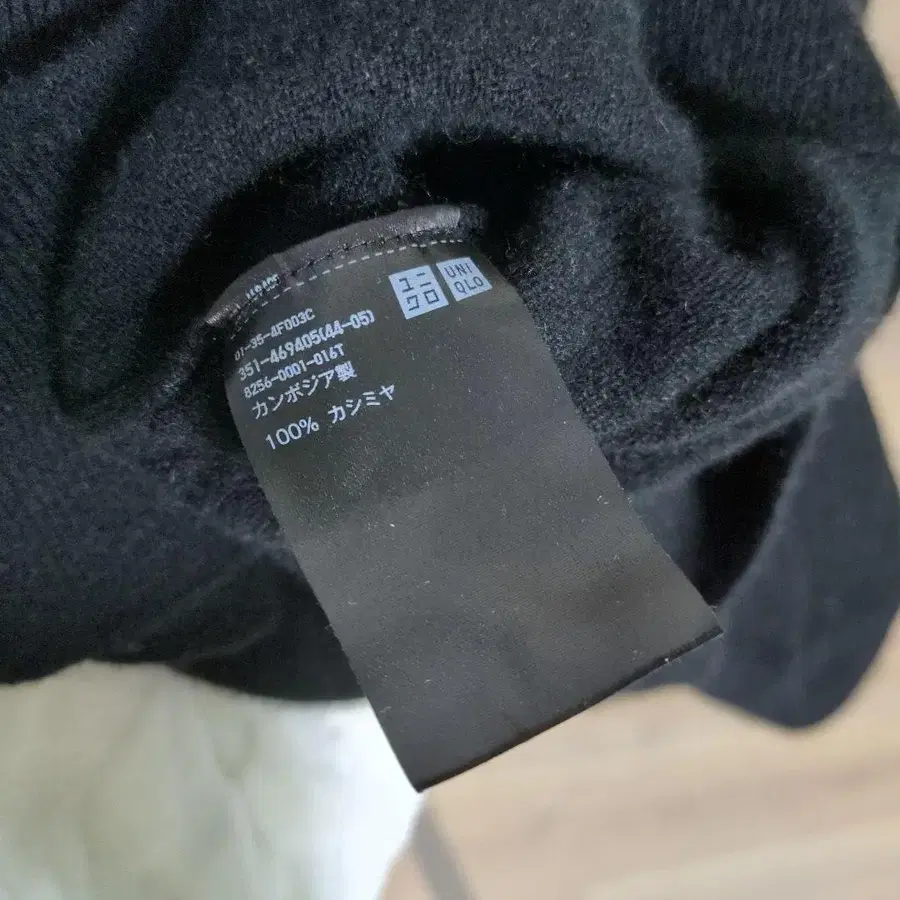 ユニ
クロ
UNI
QLO
01-35-4F003C
351-469405(44-05)
8256-0001-016T
カンボジア製
100% カシミヤ